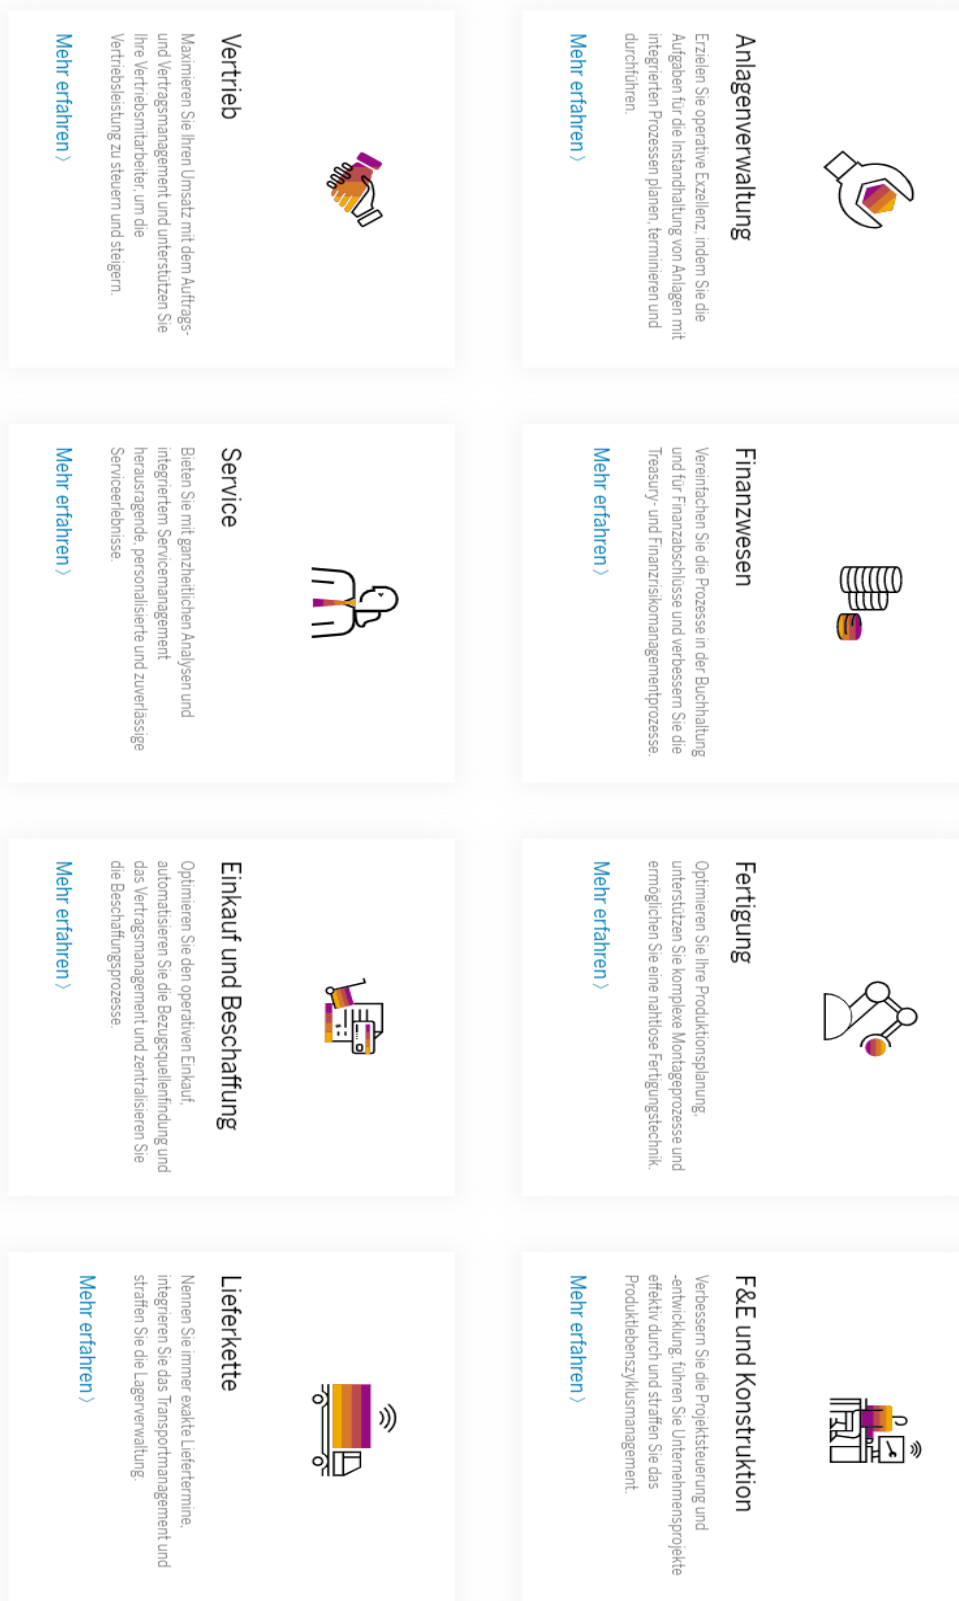 Anlagenverwaltung
Erzielen Sie operative Exzellenz, indem Sie die
Aufgaben für die Instandhaltung von Anlagen mit
integrierten Prozessen planen, terminieren und
durchführen.
Mehr erfahren >
Finanzwesen
Vereinfachen Sie die Prozesse in der Buchhaltung
und für Finanzabschlüsse und verbessern Sie die
Treasury- und Finanzrisikomanagementprozesse.
Mehr erfahren >
Fertigung
Optimieren Sie Ihre Produktionsplanung,
unterstützen Sie komplexe Montageprozesse und
ermöglichen Sie eine nahtlose Fertigungstechnik.
Mehr erfahren >
F&E und Konstruktion
Verbessern Sie die Projektsteuerung und
-entwicklung, führen Sie Unternehmensprojekte
effektiv durch und straffen Sie das
Produktlebenszyklusmanagement.
Mehr erfahren >
Vertrieb
Maximieren Sie Ihren Umsatz mit dem Auftrags-
und Vertragsmanagement und unterstützen Sie
Ihre Vertriebsmitarbeiter, um die
Vertriebsleistung zu steuern und steigern.
Mehr erfahren >
Service
Bieten Sie mit ganzheitlichen Analysen und
integriertem Servicemanagement
herausragende, personalisierte und zuverlässige
Serviceerlebnisse.
Mehr erfahren >
Einkauf und Beschaffung
Optimieren Sie den operativen Einkauf,
automatisieren Sie die Bezugsquellenfindung und
das Vertragsmanagement und zentralisieren Sie
die Beschaffungsprozesse.
Mehr erfahren >
Lieferkette
Nennen Sie immer exakte Liefertermine,
integrieren Sie das Transportmanagement und
straffen Sie die Lagerverwaltung.
Mehr erfahren >